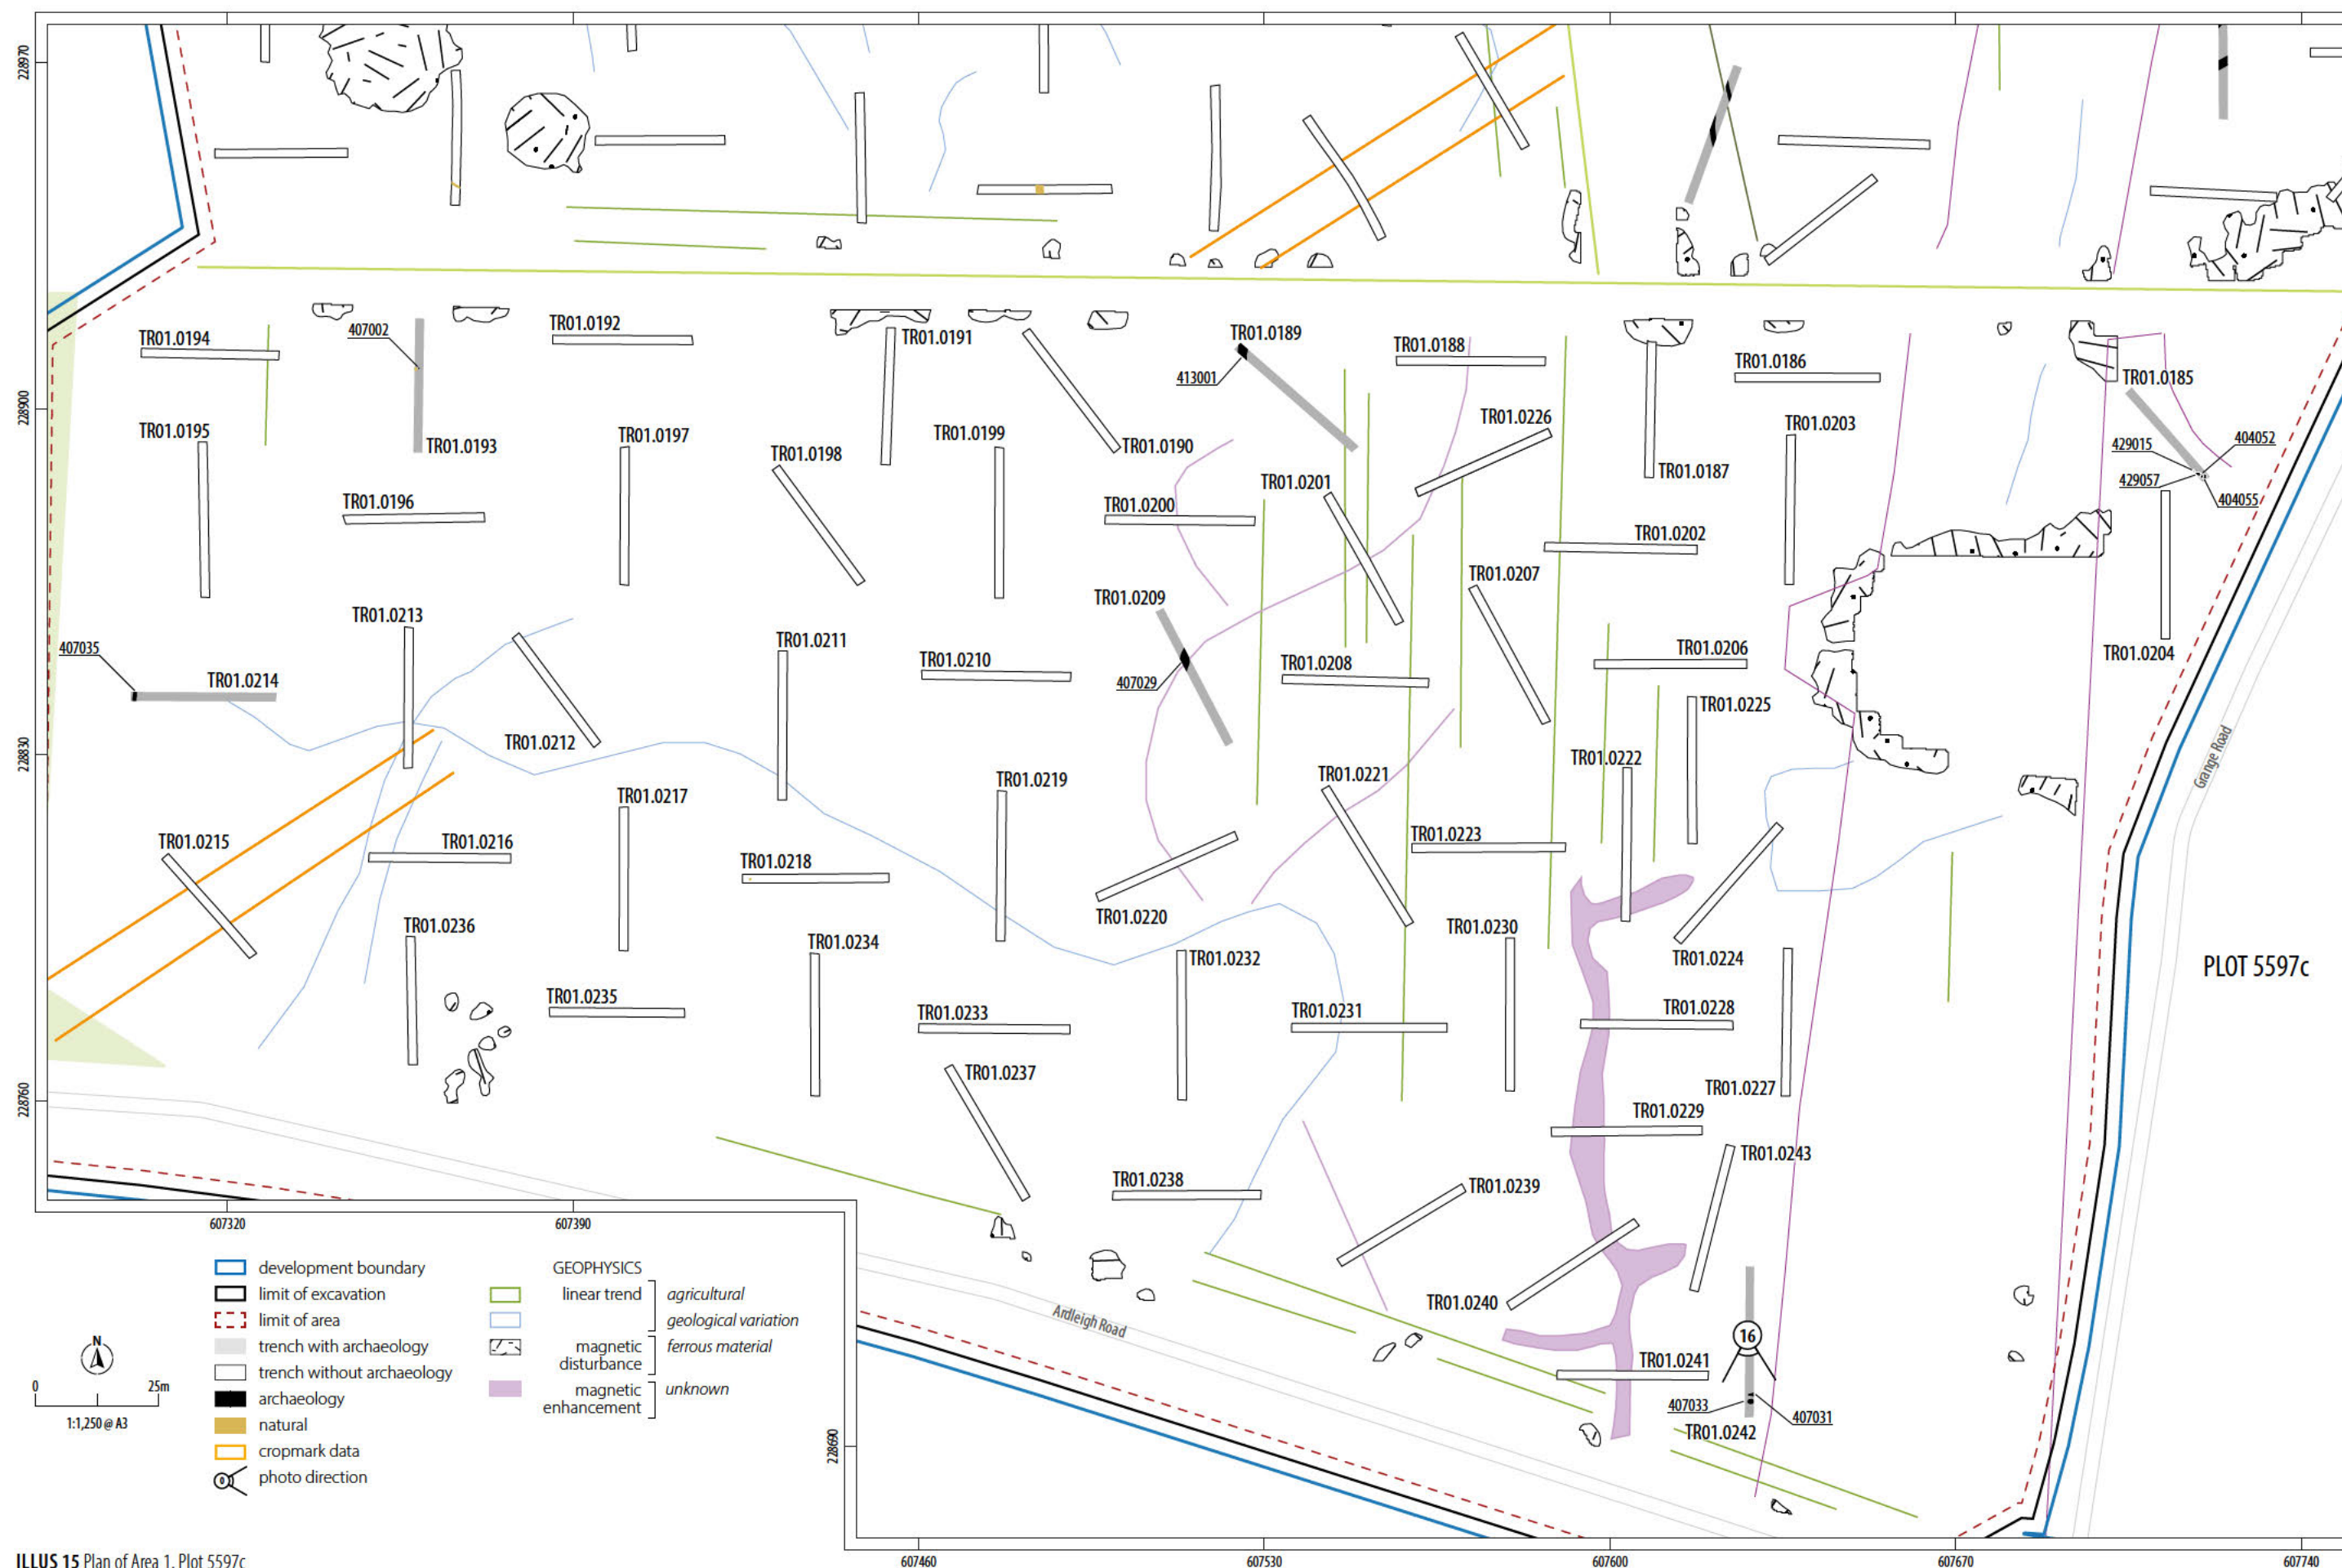 228970
TR01.0194
407002
TR01.0192
TR01.0191
TR01.0189
413001
TR01.0188
TR01.0186
TR01.0185
228900
TR01.0195
TR01.0193
TR01.0197
TR01.0198
TR01.0199
TR01.0190
TR01.0226
TR01.0187
TR01.0203
429015
404052
429057
404055
TR01.0196
TR01.0200
TR01.0201
TR01.0202
TR01.0207
TR01.0209
TR01.0213
407035
TR01.0214
TR01.0211
TR01.0210
407029
TR01.0208
TR01.0206
TR01.0204
TR01.0225
228830
TR01.0212
TR01.0222
Grange Road
TR01.0217
TR01.0219
TR01.0221
TR01.0215
TR01.0216
TR01.0218
TR01.0223
TR01.0220
TR01.0236
TR01.0234
TR01.0232
TR01.0230
TR01.0224
PLOT 5597c
TR01.0235
TR01.0233
TR01.0231
TR01.0228
228760
TR01.0237
TR01.0227
TR01.0229
TR01.0243
TR01.0238
TR01.0239
607320
607390
TR01.0240
Ardleigh Road
16
TR01.0241
407033
407031
TR01.0242
228690
development boundary
limit of excavation
limit of area
trench with archaeology
trench without archaeology
archaeology
natural
cropmark data
0
photo direction
GEOPHYSICS
linear trend
agricultural
geological variation
magnetic
disturbance
ferrous material
magnetic
enhancement
unknown
N
0
25m
1:1,250 @ A3
ILLUS 15 Plan of Area 1, Plot 5597c
607460
607530
607600
607670
607740